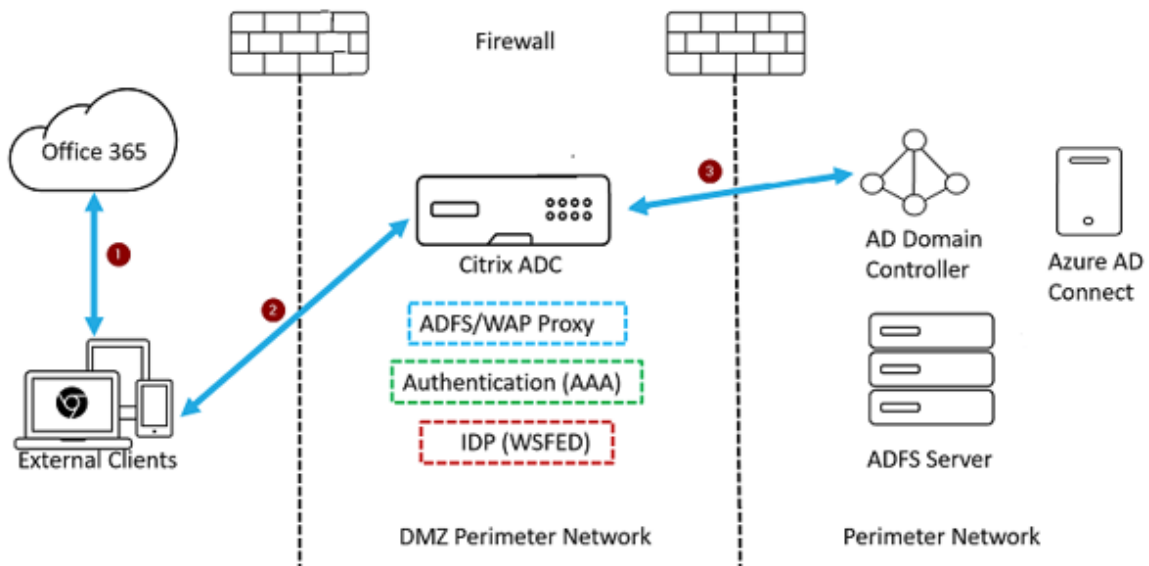 Firewall
Office 365
3
1
AD Domain
Controller
Azure AD
Connect
Citrix ADC
2
ADFS/WAP Proxy
Authentication (AAA)
IDP (WSFED)
External Clients
ADFS Server
DMZ Perimeter Network
Perimeter Network